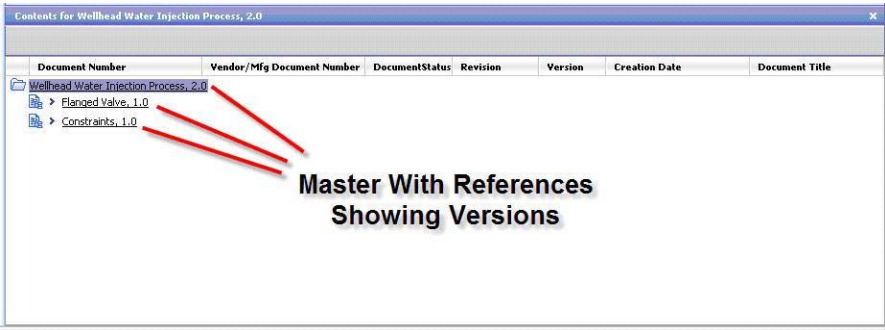 Contents for Wellhead Water Injection Process, 2.0
Document Number Vendor/Mfg Document Number DocumentStatus Revision Version Creation Date Document Title
Wellhead Water Injection Process, 2.0
Flanged Valve, 1.0
Constraints, 1.0
Master With References
Showing Versions